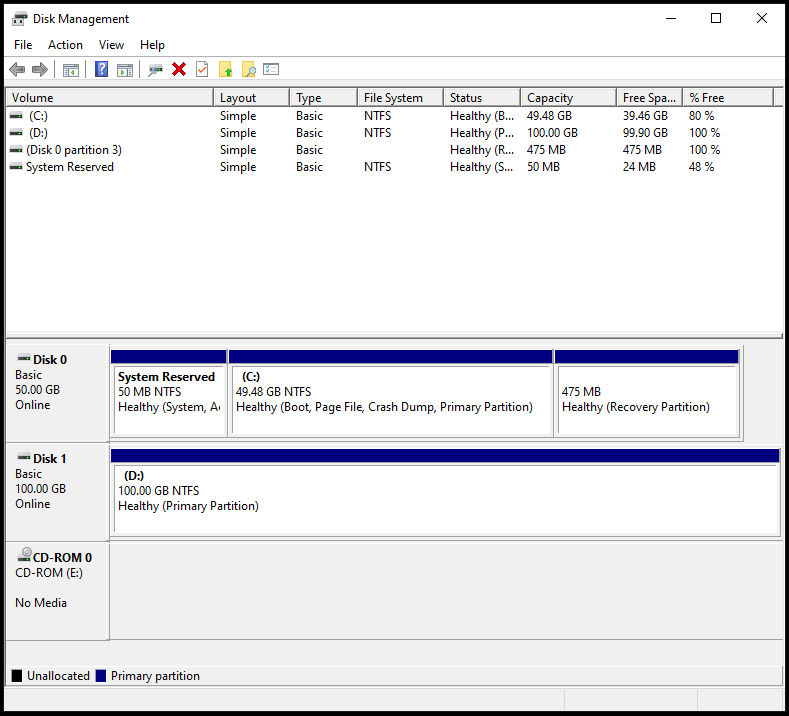 Disk Management
File Action View Help
Volume Layout Type File System Status Capacity Free Spa... % Free
(C:) Simple Basic NTFS Healthy (B... 49.48 GB 39.46 GB 80 %
(D:) Simple Basic NTFS Healthy (P... 100.00 GB 99.90 GB 100 %
(Disk 0 partition 3) Simple Basic Healthy (R... 475 MB 475 MB 100 %
System Reserved Simple Basic NTFS Healthy (S... 50 MB 24 MB 48 %
Disk 0
Basic
50.00 GB
Online
System Reserved
50 MB NTFS
Healthy (System, Ac
(C:)
49.48 GB NTFS
Healthy (Boot, Page File, Crash Dump, Primary Partition)
475 MB
Healthy (Recovery Partition)
Disk 1
Basic
100.00 GB
Online
(D:)
100.00 GB NTFS
Healthy (Primary Partition)
CD-ROM 0
CD-ROM (E:)
No Media
Unallocated Primary partition